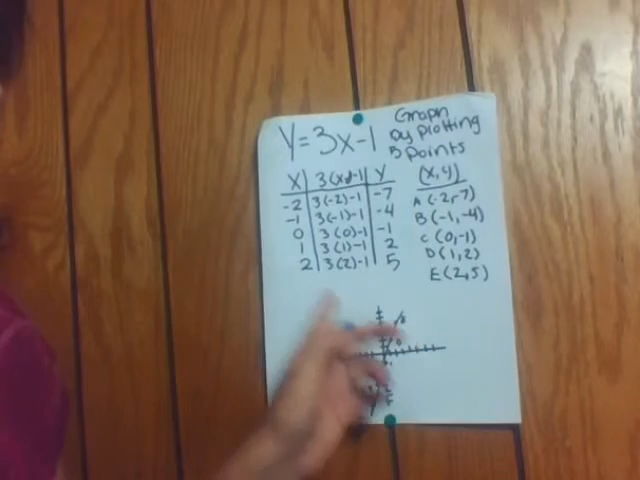 Y=3x-1
Graph
by plotting
5 points
X 3(x)-1 Y (x,y)
-2 3(-2)-1 -7 A(-2,-7)
-1 3(-1)-1 -4 B(-1,-4)
0 3(0)-1 -1 C(0,-1)
1 3(1)-1 2 D(1,2)
2 3(2)-1 5 E(2,5)